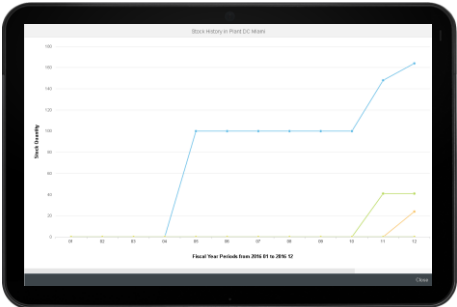 Stock History in Plant DC Miami
180
160
140
120
100
80
60
40
20
0
Stock Quantity
01 02 03 04 05 06 07 08 09 10 11 12
Fiscal Year Periods from 2016 01 to 2016 12
Close